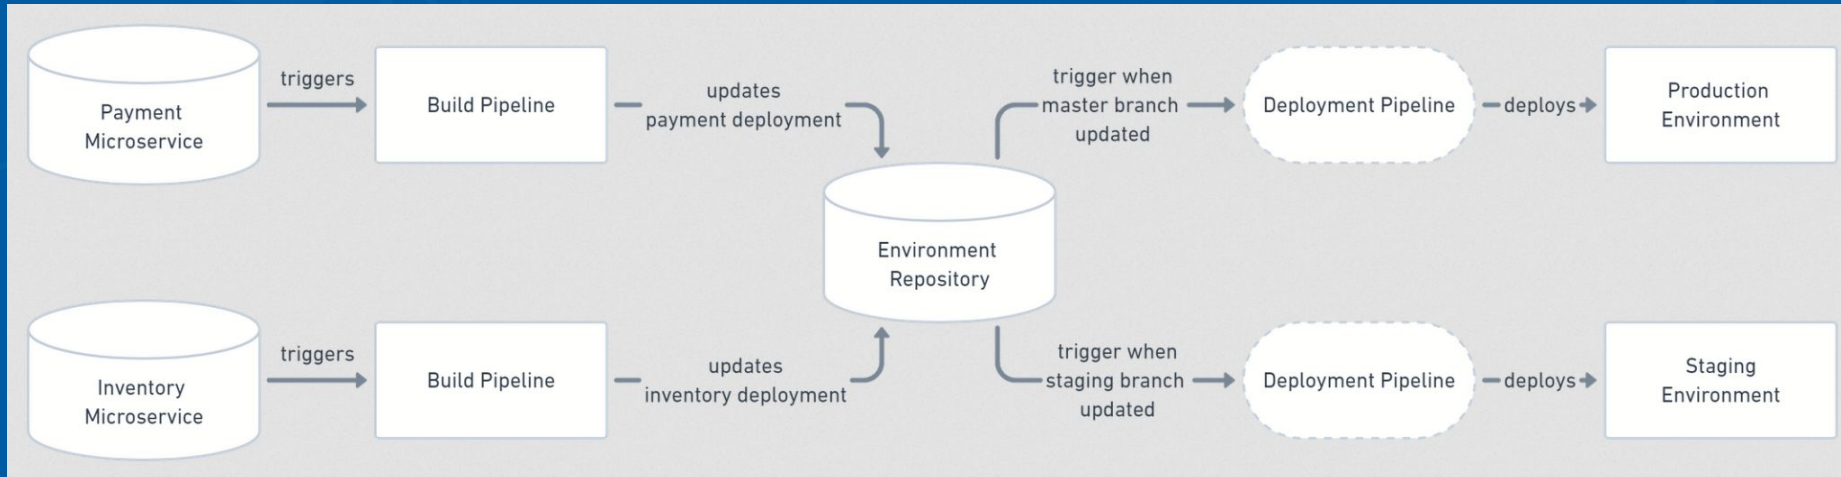 Payment
Microservice
triggers
Build Pipeline
updates
payment deployment
trigger when
master branch
updated
Deployment Pipeline
deploys
Production
Environment
Environment
Repository
Inventory
Microservice
triggers
Build Pipeline
updates
inventory deployment
trigger when
staging branch
updated
Deployment Pipeline
deploys
Staging
Environment